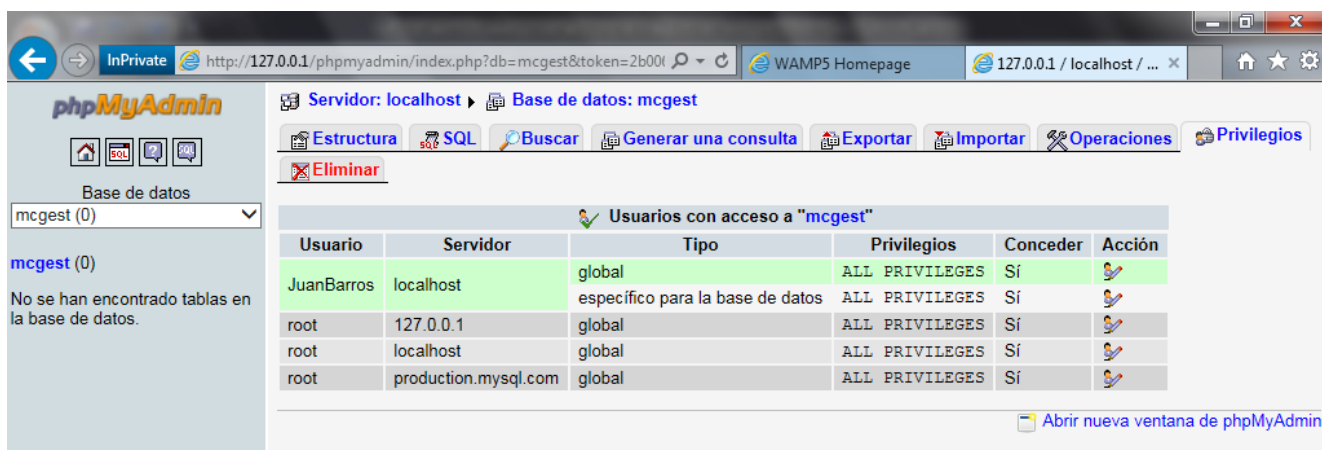 InPrivate http://127.0.0.1/phpmyadmin/index.php?db=mcgest&token=2b00( WAMP5 Homepage 127.0.0.1 / localhost / ...
phpMyAdmin
SQL
Base de datos
mcgest (0)
mcgest (0)
No se han encontrado tablas en
la base de datos.
Servidor: localhost Base de datos: mcgest
Estructura SQL Buscar Generar una consulta Exportar Importar Operaciones Privilegios
Eliminar
Usuarios con acceso a "mcgest"
Usuario Servidor Tipo Privilegios Conceder Acción
JuanBarros localhost global ALL PRIVILEGES Sí
específico para la base de datos ALL PRIVILEGES Sí
root 127.0.0.1 global ALL PRIVILEGES Sí
root localhost global ALL PRIVILEGES Sí
root production.mysql.com global ALL PRIVILEGES Sí
Abrir nueva ventana de phpMyAdmin